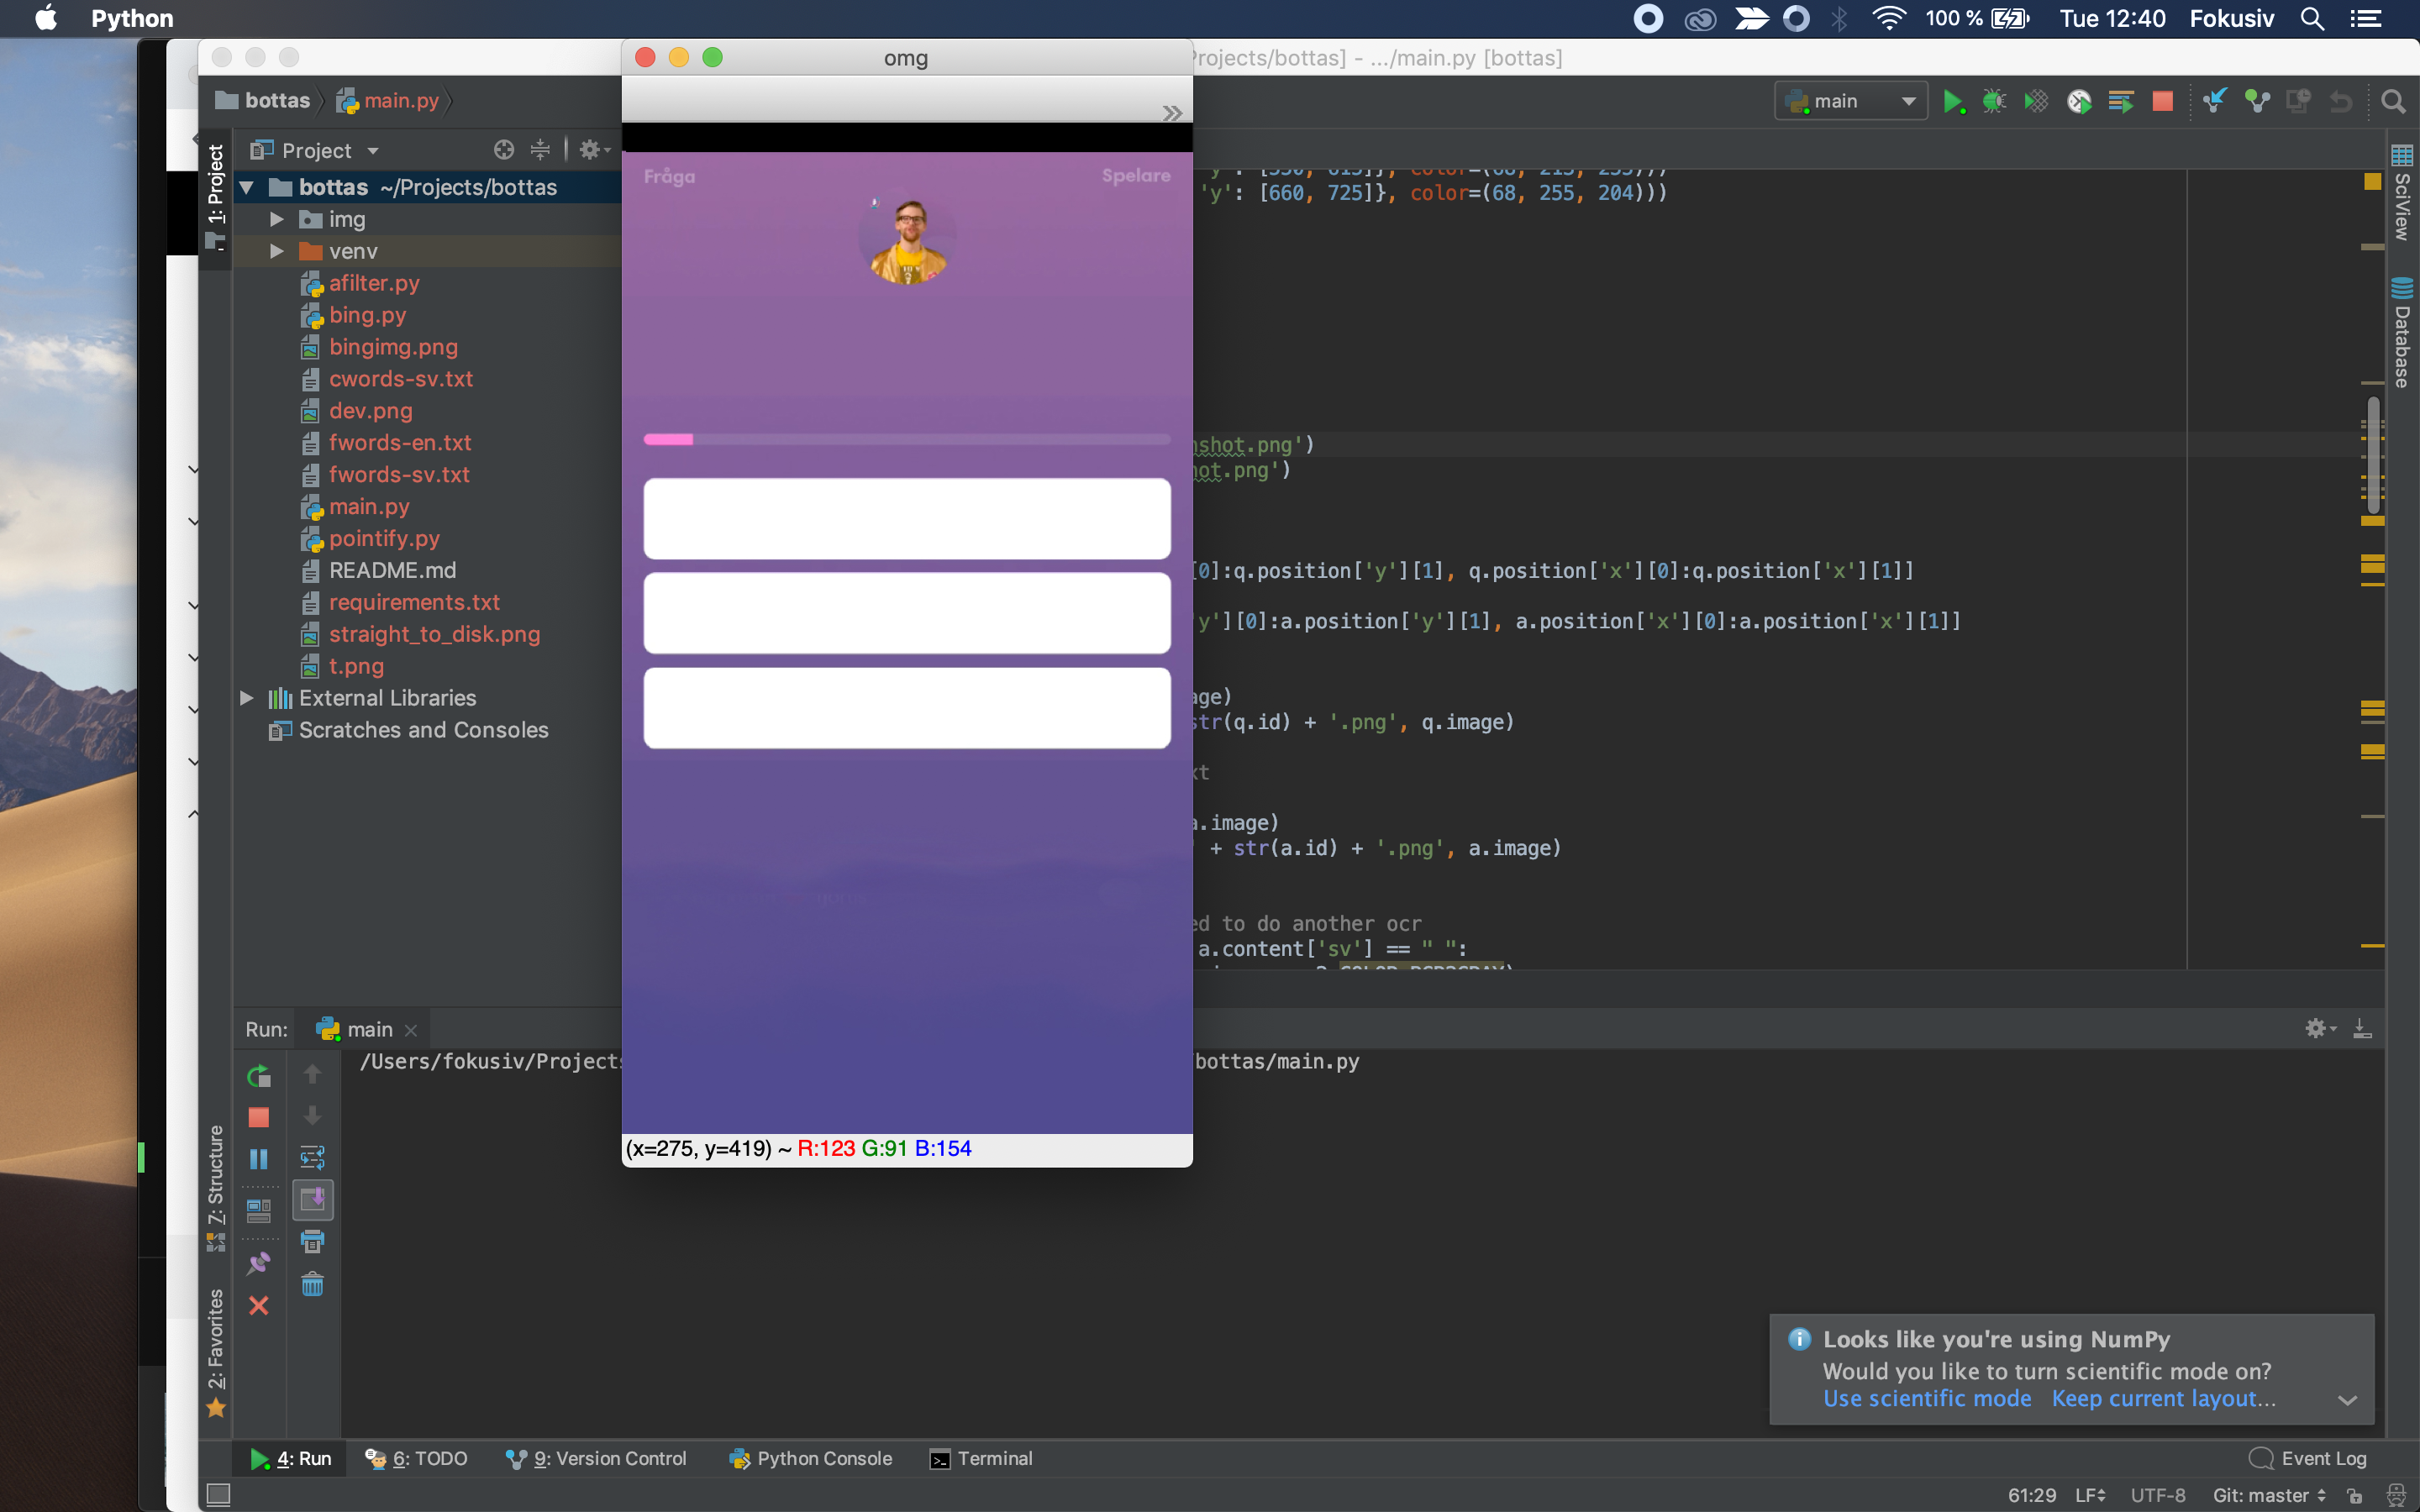 Python
100 %
Tue 12:40
Fokusiv
omg
Projects/bottas] - .../main.py [bottas]
bottas
main.py
main
Project
bottas ~/Projects/bottas
img
venv
afilter.py
bing.py
bingimg.png
cwords-sv.txt
dev.png
fwords-en.txt
fwords-sv.txt
main.py
pointify.py
README.md
requirements.txt
straight_to_disk.png
t.png
External Libraries
Scratches and Consoles
1: Project
7: Structure
2: Favorites
Fråga
Spelare
(x=275, y=419) ~ R:123 G:91 B:154
'y': [660, 725]}, color=(68, 255, 204)))
shot.png')
ot.png')
[0]:q.position['y'][1], q.position['x'][0]:q.position['x'][1]]
'y'][0]:a.position['y'][1], a.position['x'][0]:a.position['x'][1]]
age)
str(q.id) + '.png', q.image)
xt
a.image)
' + str(a.id) + '.png', a.image)
ed to do another ocr
a.content['sv'] == " ":
SciView
Database
Run:
main
/Users/fokusiv/Projects
bottas/main.py
Looks like you're using NumPy
Would you like to turn scientific mode on?
Use scientific mode Keep current layout...
4: Run
6: TODO
9: Version Control
Python Console
Terminal
Event Log
61:29
LF
UTF-8
Git: master